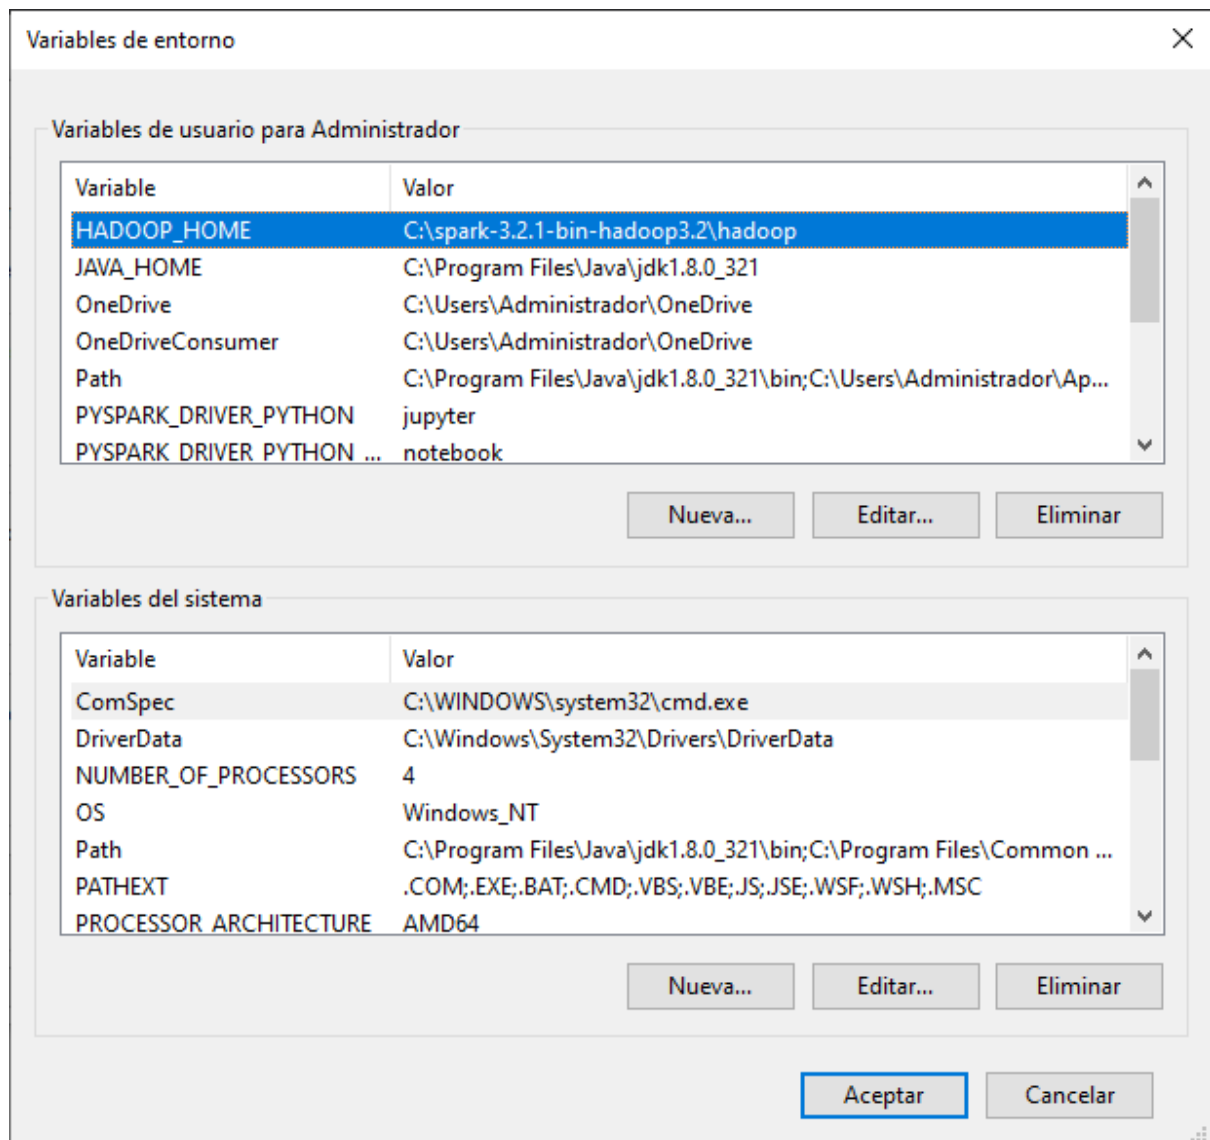 Variables de entorno
Variables de usuario para Administrador
Variable Valor
HADOOP_HOME C:\spark-3.2.1-bin-hadoop3.2\hadoop
JAVA_HOME C:\Program Files\Java\jdk1.8.0_321
OneDrive C:\Users\Administrador\OneDrive
OneDriveConsumer C:\Users\Administrador\OneDrive
Path C:\Program Files\Java\jdk1.8.0_321\bin;C:\Users\Administrador\Ap...
PYSPARK_DRIVER_PYTHON jupyter
PYSPARK_DRIVER_PYTHON_... notebook
Nueva... Editar... Eliminar
Variables del sistema
Variable Valor
ComSpec C:\WINDOWS\system32\cmd.exe
DriverData C:\Windows\System32\Drivers\DriverData
NUMBER_OF_PROCESSORS 4
OS Windows_NT
Path C:\Program Files\Java\jdk1.8.0_321\bin;C:\Program Files\Common ...
PATHEXT .COM;.EXE;.BAT;.CMD;.VBS;.VBE;.JS;.JSE;.WSF;.WSH;.MSC
PROCESSOR_ARCHITECTURE AMD64
Nueva... Editar... Eliminar
Aceptar Cancelar